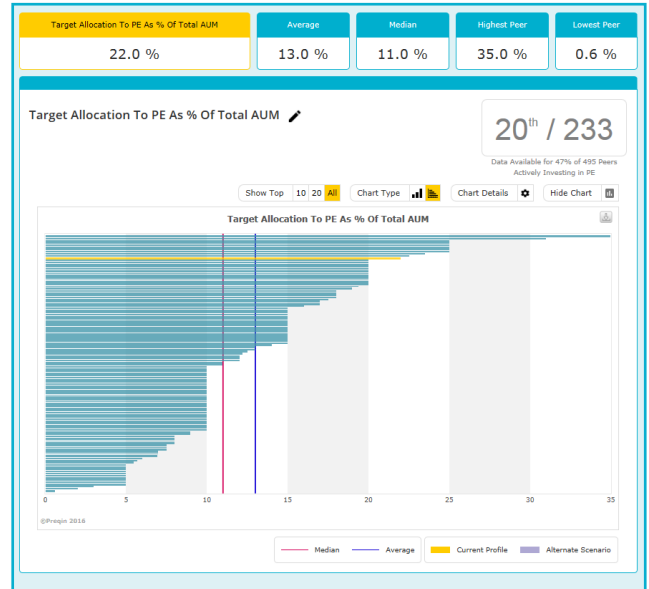 Target Allocation To PE As % Of Total AUM
22.0 %
Average
13.0 %
Median
11.0 %
Highest Peer
35.0 %
Lowest Peer
0.6 %
Target Allocation To PE As % Of Total AUM
20th / 233
Data Available for 47% of 495 Peers
Actively Investing in PE
Show Top 10 20 All
Chart Type
Chart Details
Hide Chart
Target Allocation To PE As % Of Total AUM
0 5 10 15 20 25 30 35
©Preqin 2016
Median
Average
Current Profile
Alternate Scenario